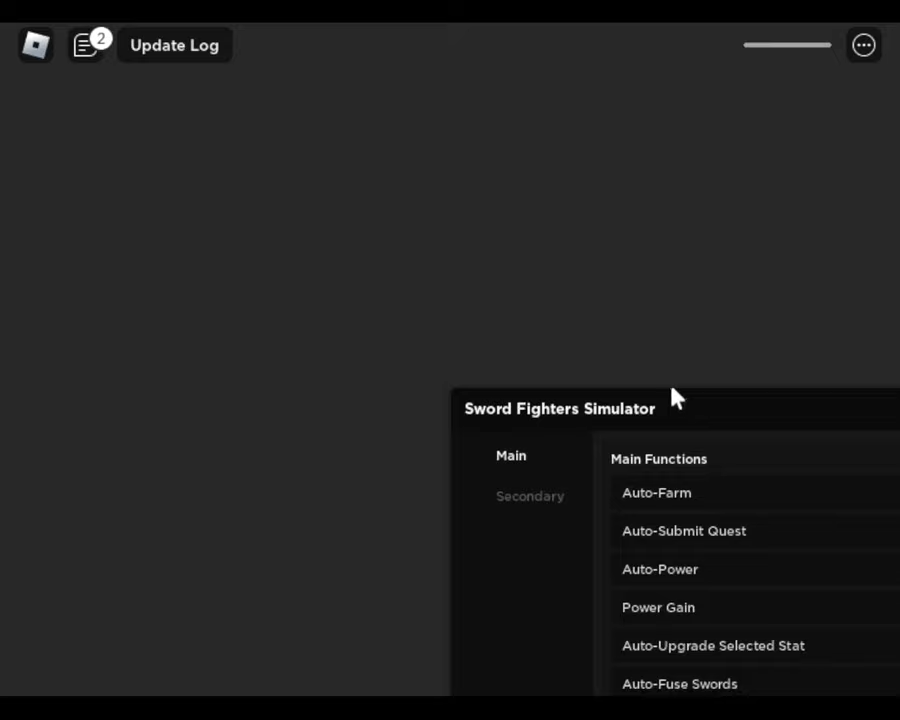 2
Update Log
Sword Fighters Simulator
Main
Secondary
Main Functions
Auto-Farm
Auto-Submit Quest
Auto-Power
Power Gain
Auto-Upgrade Selected Stat
Auto-Fuse Swords